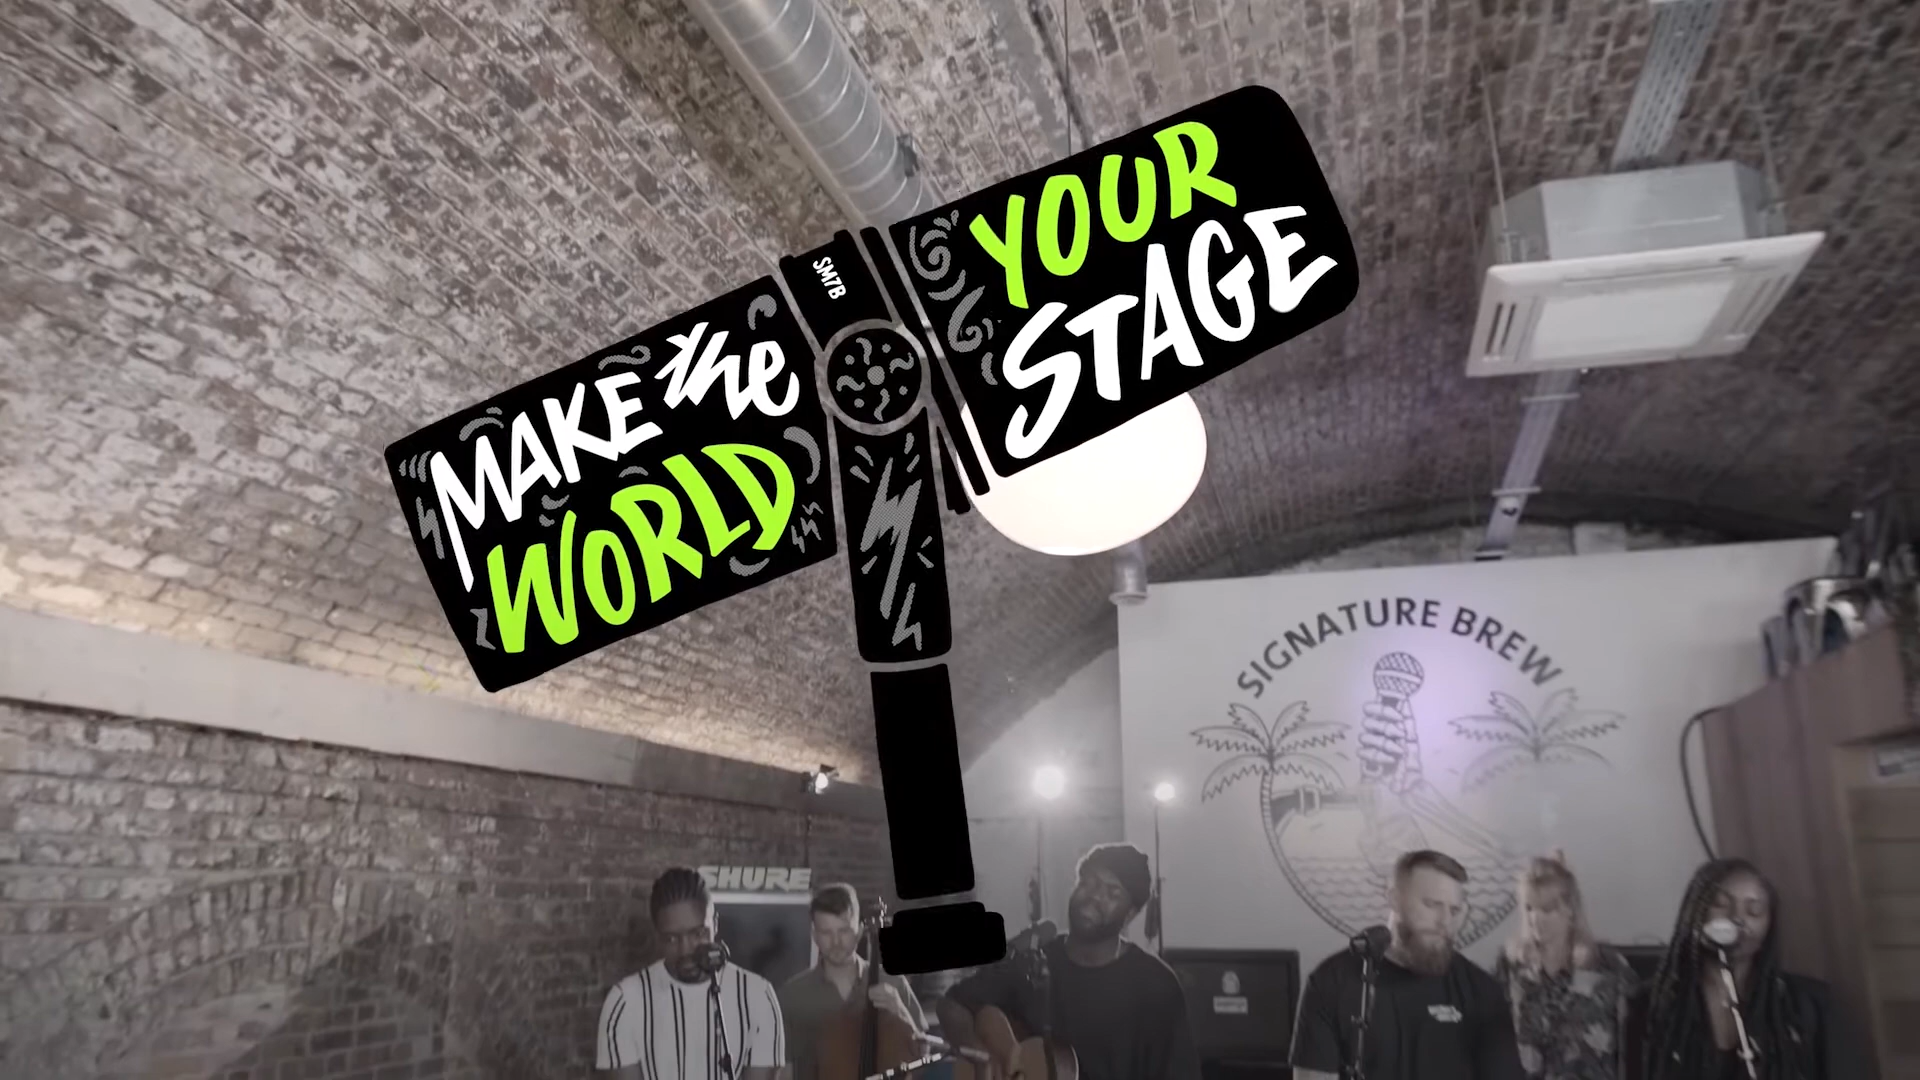 MAKE the
WORLD
SM7B
YOUR
STAGE
SIGNATURE BREW
SHURE